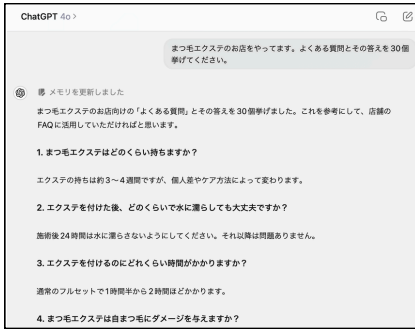 ChatGPT 4o >
まつ毛エクステのお店をやってます。よくある質問とその答えを30個
挙げてください。
メモリを更新しました
まつ毛エクステのお店向けの「よくある質問」とその答えを30個挙げました。これを参考にして、店舗の
FAQに活用していただければと思います。
1. まつ毛エクステはどのくらい持ちますか？
エクステの持ちは約3〜4週間ですが、個人差やケア方法によって変わります。
2. エクステを付けた後、どのくらいで水に濡らしても大丈夫ですか？
施術後24時間は水に濡らさないようにしてください。それ以降は問題ありません。
3. エクステを付けるのにどれくらい時間がかかりますか？
通常のフルセットで1時間半から2時間ほどかかります。
4. まつ毛エクステは自まつ毛にダメージを与えますか？